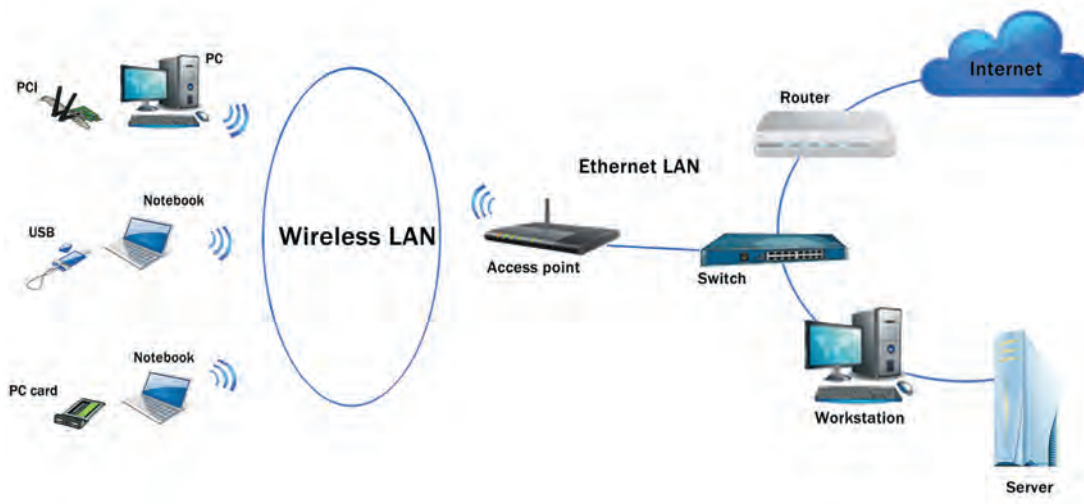 PC
PCI
Notebook
USB
Notebook
PC card
Wireless LAN
Ethernet LAN
Access point
Switch
Router
Internet
Workstation
Server